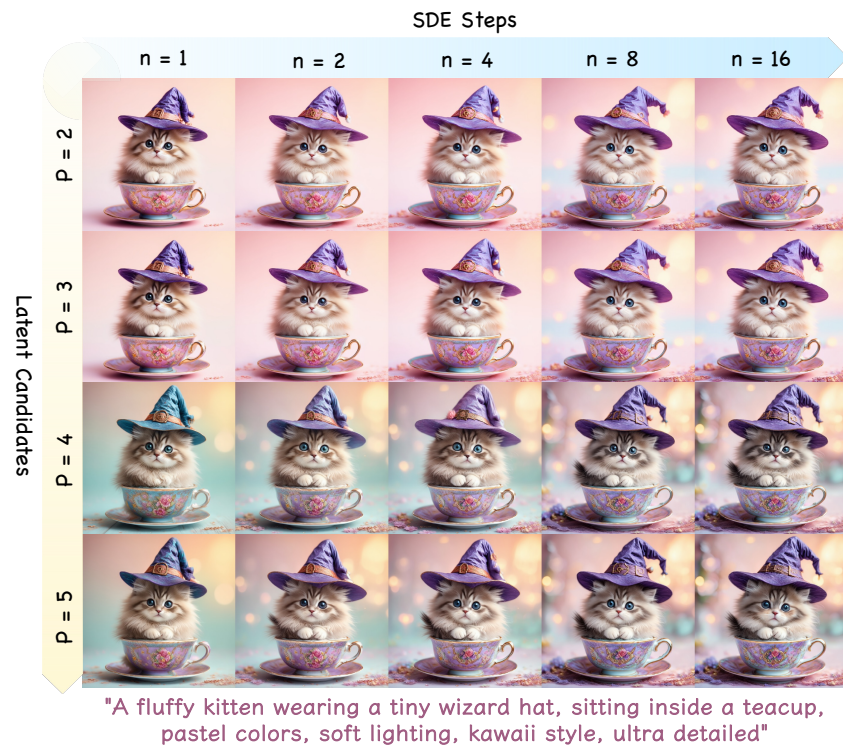 SDE Steps
n = 1
n = 2
n = 4
n = 8
n = 16
Latent Candidates
ρ = 2
ρ = 3
ρ = 4
ρ = 5
"A fluffy kitten wearing a tiny wizard hat, sitting inside a teacup,
pastel colors, soft lighting, kawaii style, ultra detailed"